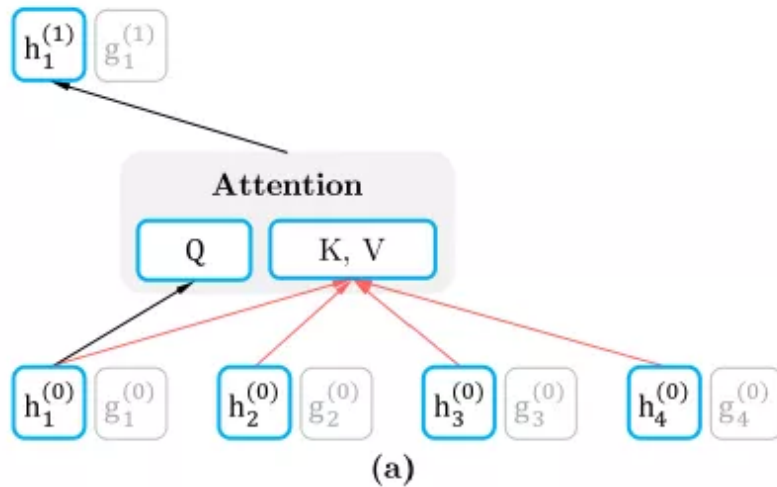 h₁⁽¹⁾ g₁⁽¹⁾
Attention
Q K, V
h₁⁽⁰⁾ g₁⁽⁰⁾ h₂⁽⁰⁾ g₂⁽⁰⁾ h₃⁽⁰⁾ g₃⁽⁰⁾ h₄⁽⁰⁾ g₄⁽⁰⁾
(a)